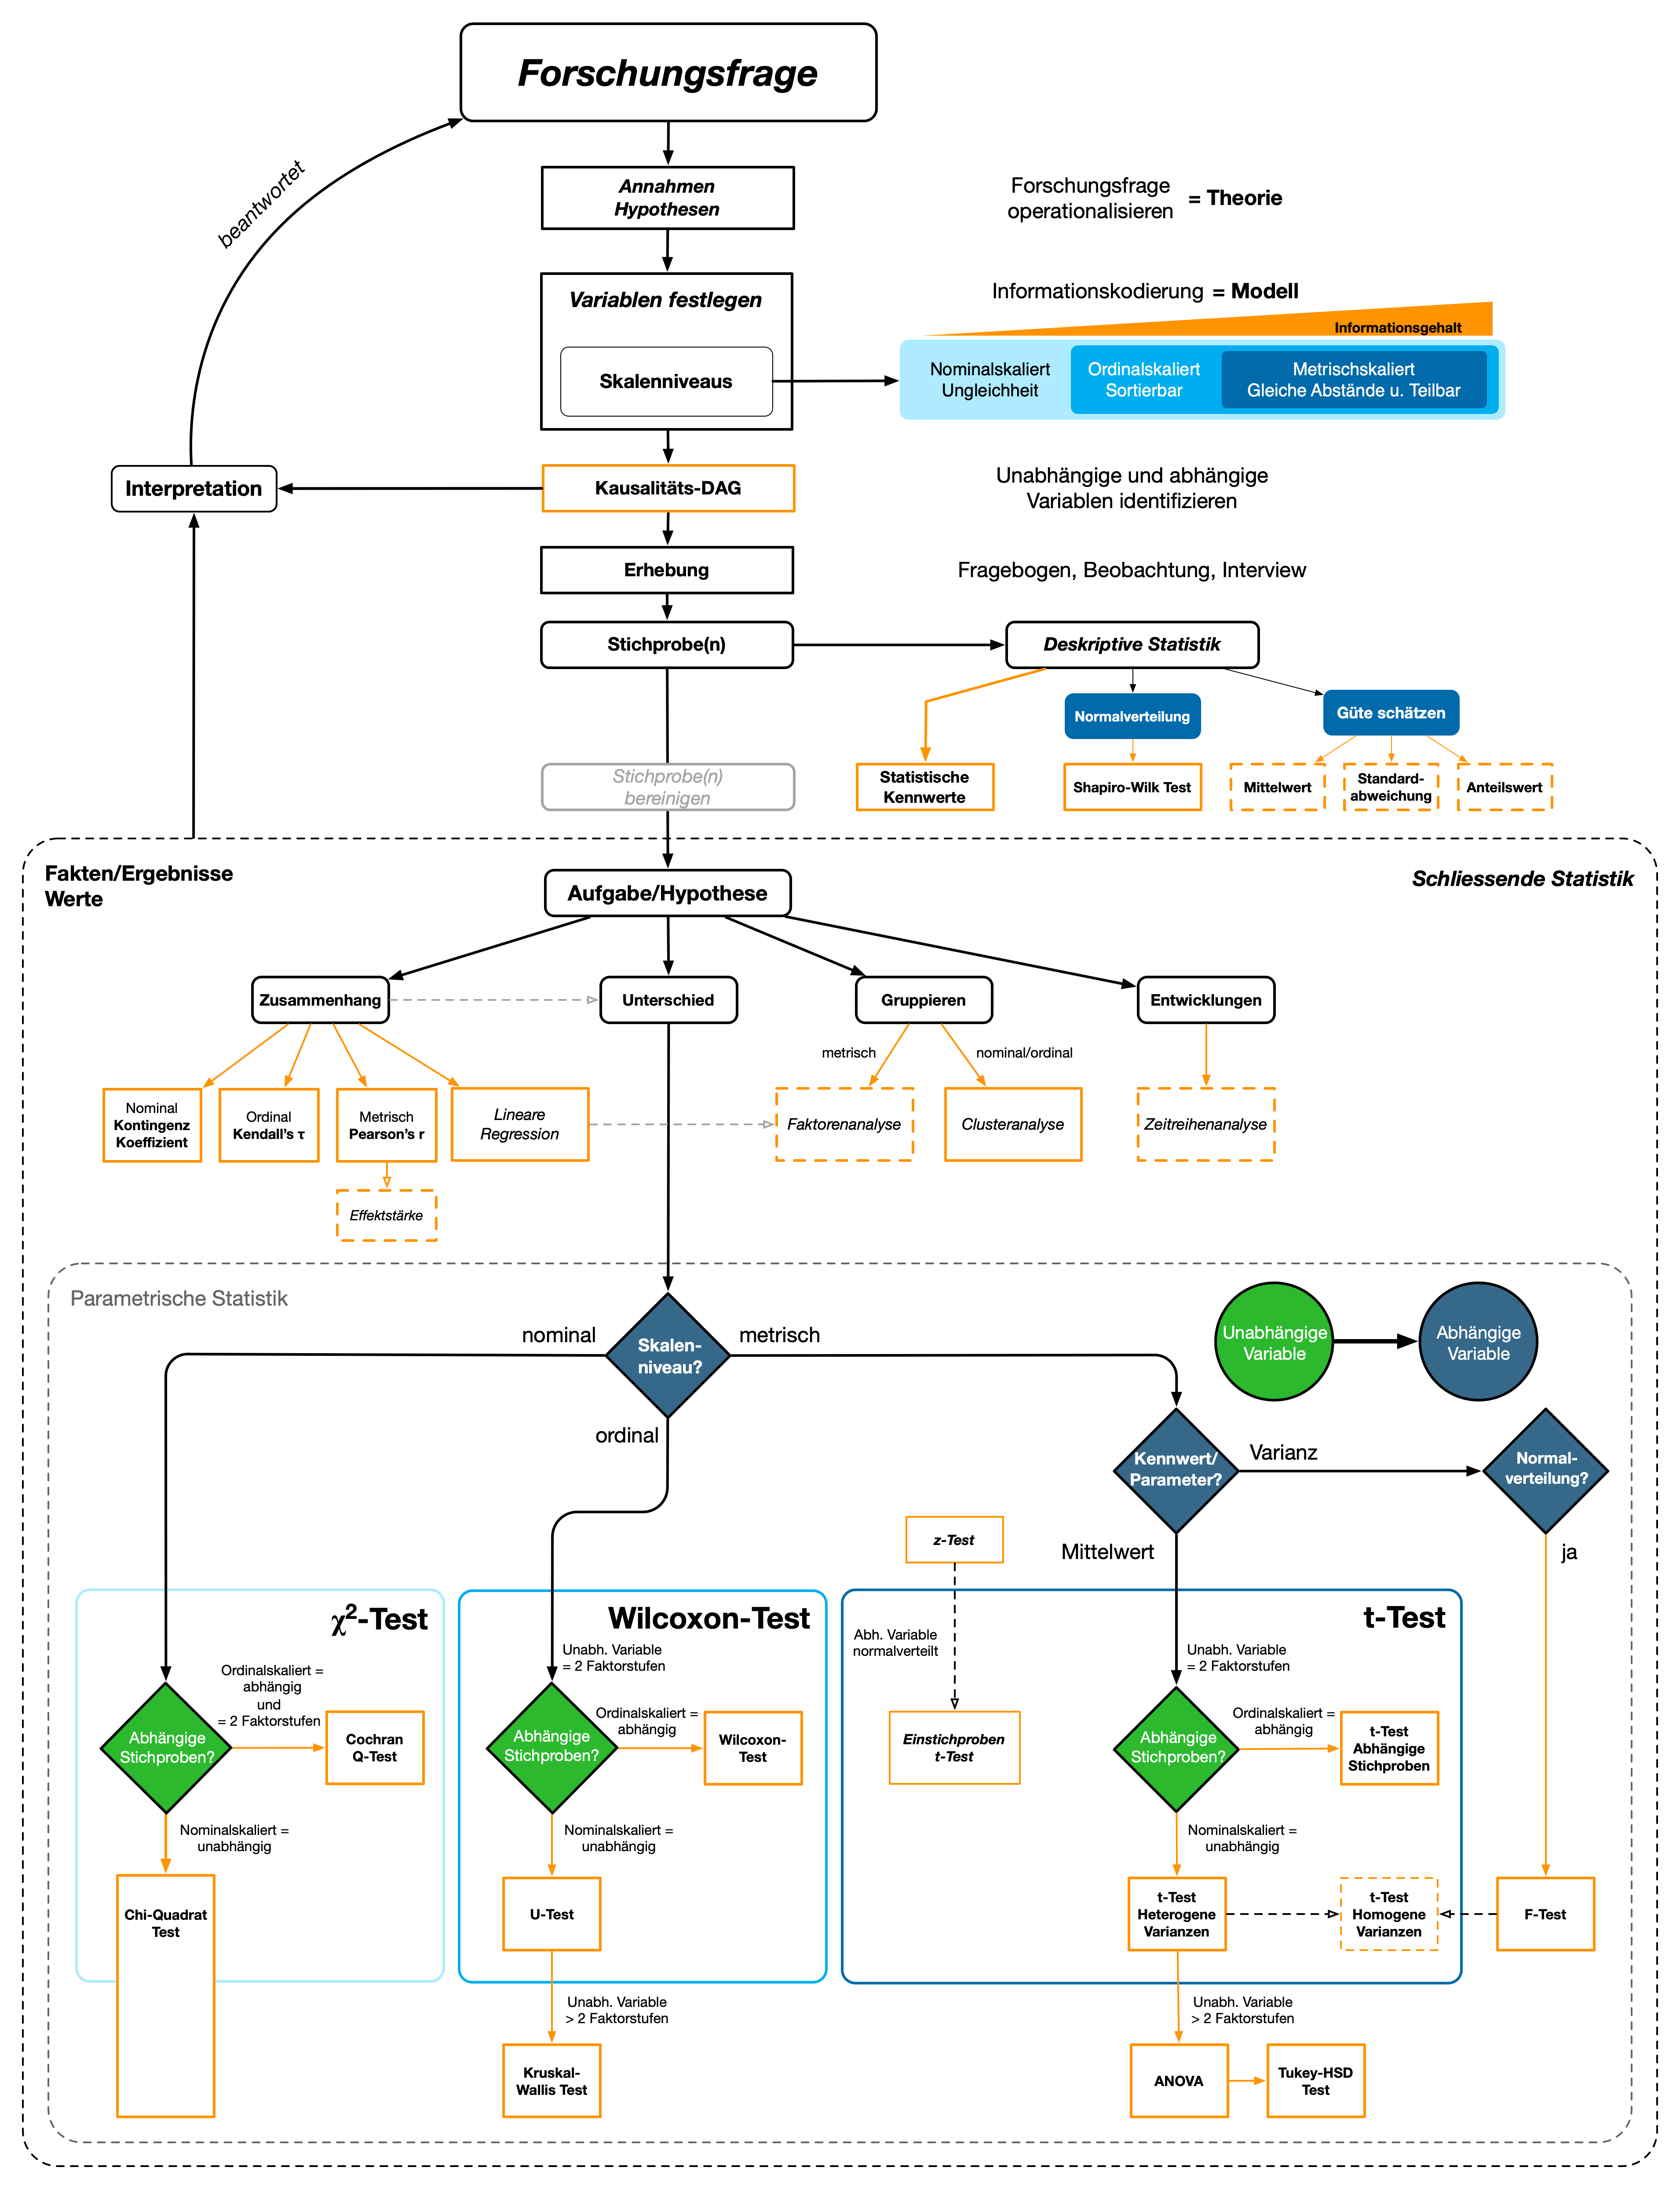 Forschungsfrage
beantwortet
Annahmen
Hypothesen
Forschungsfrage
operationalisieren
= Theorie
Variablen festlegen
Skalenniveaus
Informationskodierung = Modell
Informationsgehalt
Nominalskaliert
Ungleichheit
Ordinalskaliert
Sortierbar
Metrischskaliert
Gleiche Abstände u. Teilbar
Interpretation
Kausalitäts-DAG
Unabhängige und abhängige
Variablen identifizieren
Erhebung
Fragebogen, Beobachtung, Interview
Stichprobe(n)
Deskriptive Statistik
Normalverteilung
Güte schätzen
Stichprobe(n)
bereinigen
Statistische
Kennwerte
Shapiro-Wilk Test
Mittelwert
Standard-
abweichung
Anteilswert
Fakten/Ergebnisse
Werte
Aufgabe/Hypothese
Schliessende Statistik
Zusammenhang
Unterschied
Gruppieren
Entwicklungen
metrisch
nominal/ordinal
Nominal
Kontingenz
Koeffizient
Ordinal
Kendall's τ
Metrisch
Pearson's r
Lineare
Regression
Faktorenanalyse
Clusteranalyse
Zeitreihenanalyse
Effektstärke
Parametrische Statistik
nominal
Skalen-
niveau?
metrisch
ordinal
Unabhängige
Variable
Abhängige
Variable
Kennwert/
Parameter?
Varianz
Normal-
verteilung?
Mittelwert
ja
z-Test
χ²-Test
Ordinalskaliert =
abhängig
und
= 2 Faktorstufen
Abhängige
Stichproben?
Cochran
Q-Test
Nominalskaliert =
unabhängig
Chi-Quadrat
Test
Wilcoxon-Test
Unabh. Variable
= 2 Faktorstufen
Abhängige
Stichproben?
Ordinalskaliert =
abhängig
Wilcoxon-
Test
Nominalskaliert =
unabhängig
U-Test
Unabh. Variable
> 2 Faktorstufen
Kruskal-
Wallis Test
t-Test
Abh. Variable
normalverteilt
Einstichproben
t-Test
Unabh. Variable
= 2 Faktorstufen
Abhängige
Stichproben?
Ordinalskaliert =
abhängig
t-Test
Abhängige
Stichproben
Nominalskaliert =
unabhängig
t-Test
Heterogene
Varianzen
t-Test
Homogene
Varianzen
F-Test
Unabh. Variable
> 2 Faktorstufen
ANOVA
Tukey-HSD
Test